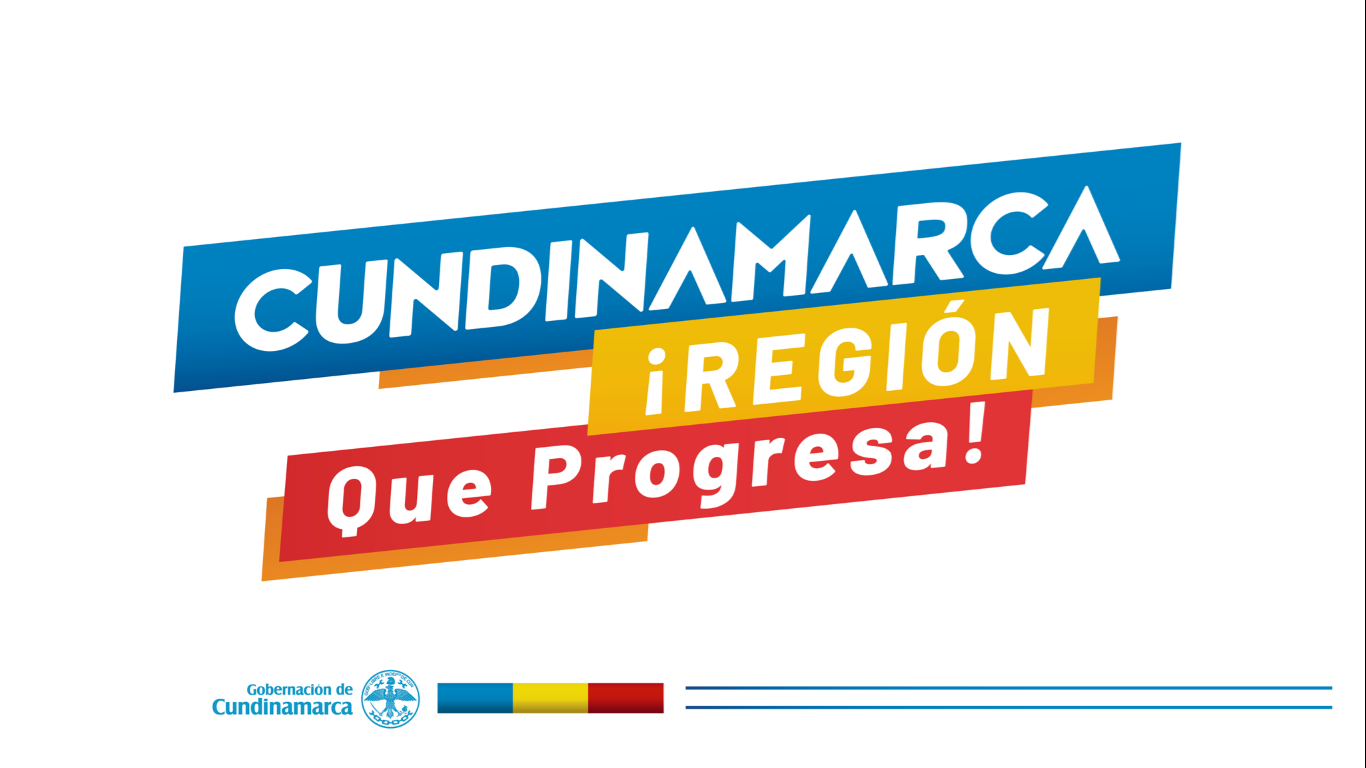 CUNDINAMARCA
¡REGIÓN
Que Progresa!
Gobernación de
Cundinamarca